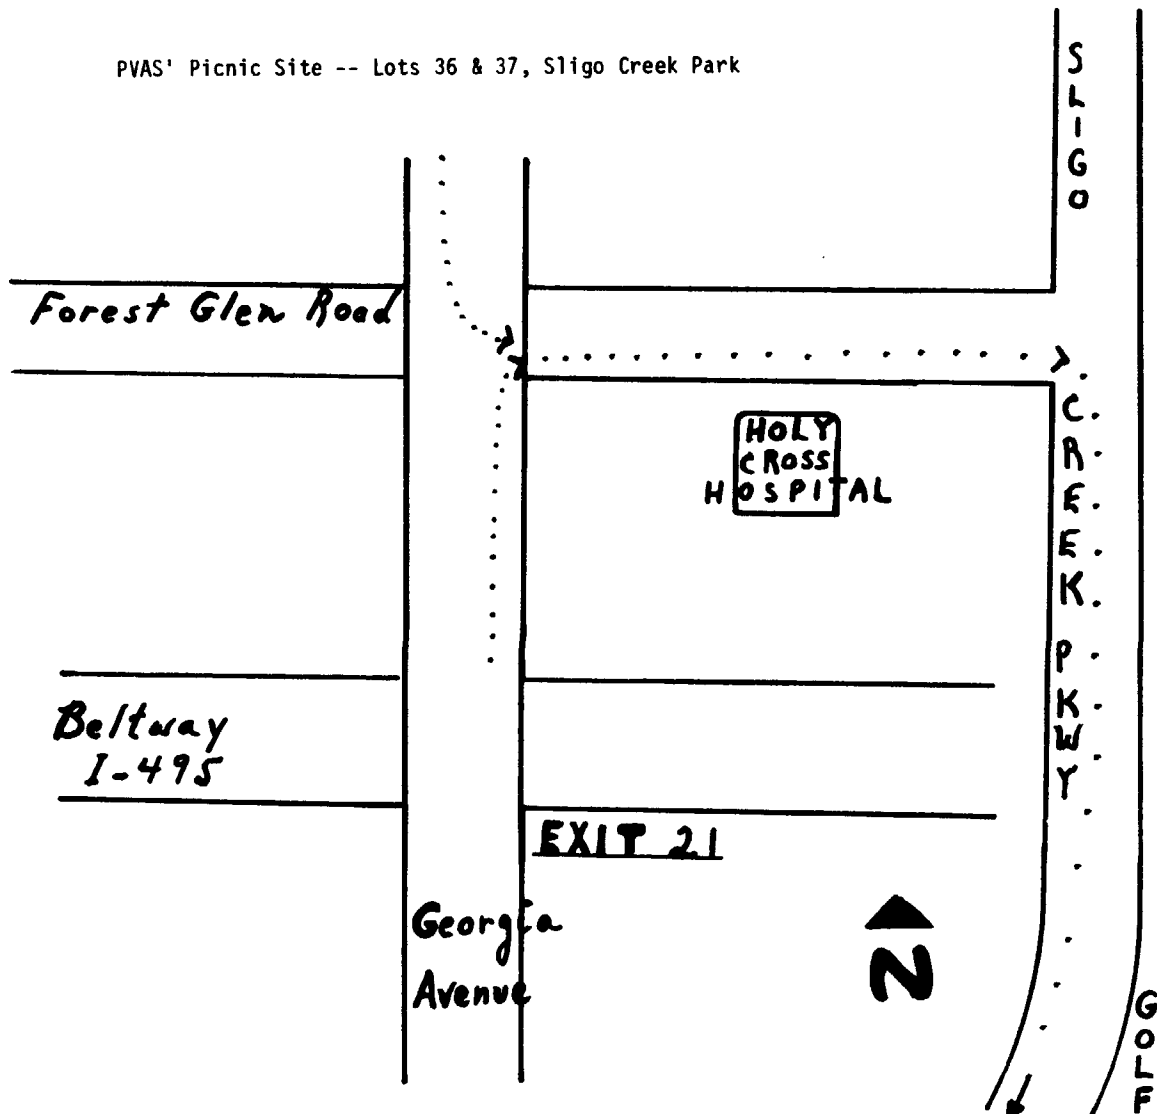 PVAS' Picnic Site -- Lots 36 & 37, Sligo Creek Park
SLIGO
Forest Glen Road
HOLY
CROSS
HOSPITAL
CREEK PKWY
Beltway
I-495
EXIT 21
Georgia
Avenue
N
GOLF